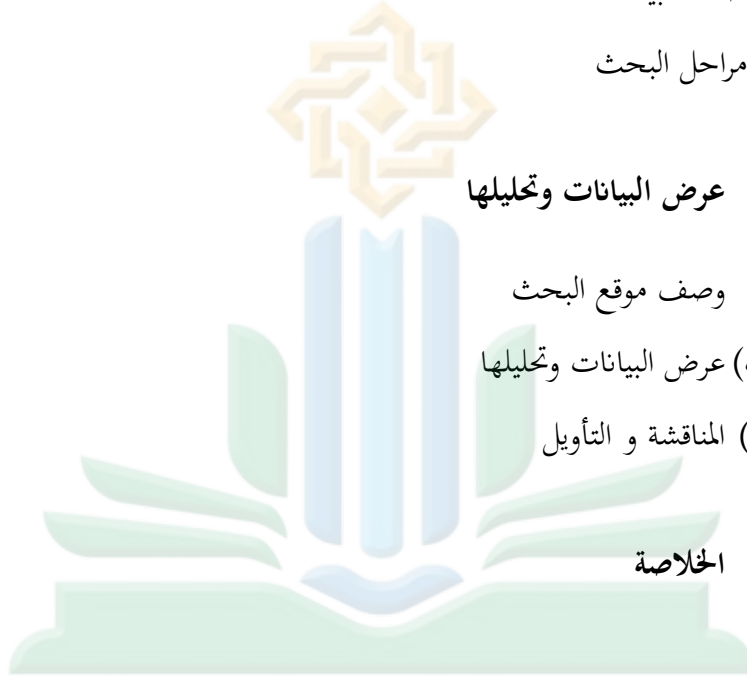 مراحل البحث
عرض البيانات وتحليلها
وصف موقع البحث
) عرض البيانات وتحليلها
) المناقشة و التأويل
الخلاصة